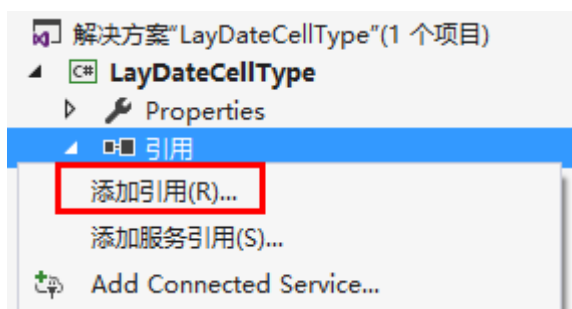 解决方案"LayDateCellType"(1 个项目)
C# LayDateCellType
Properties
引用
添加引用(R)...
添加服务引用(S)...
Add Connected Service...